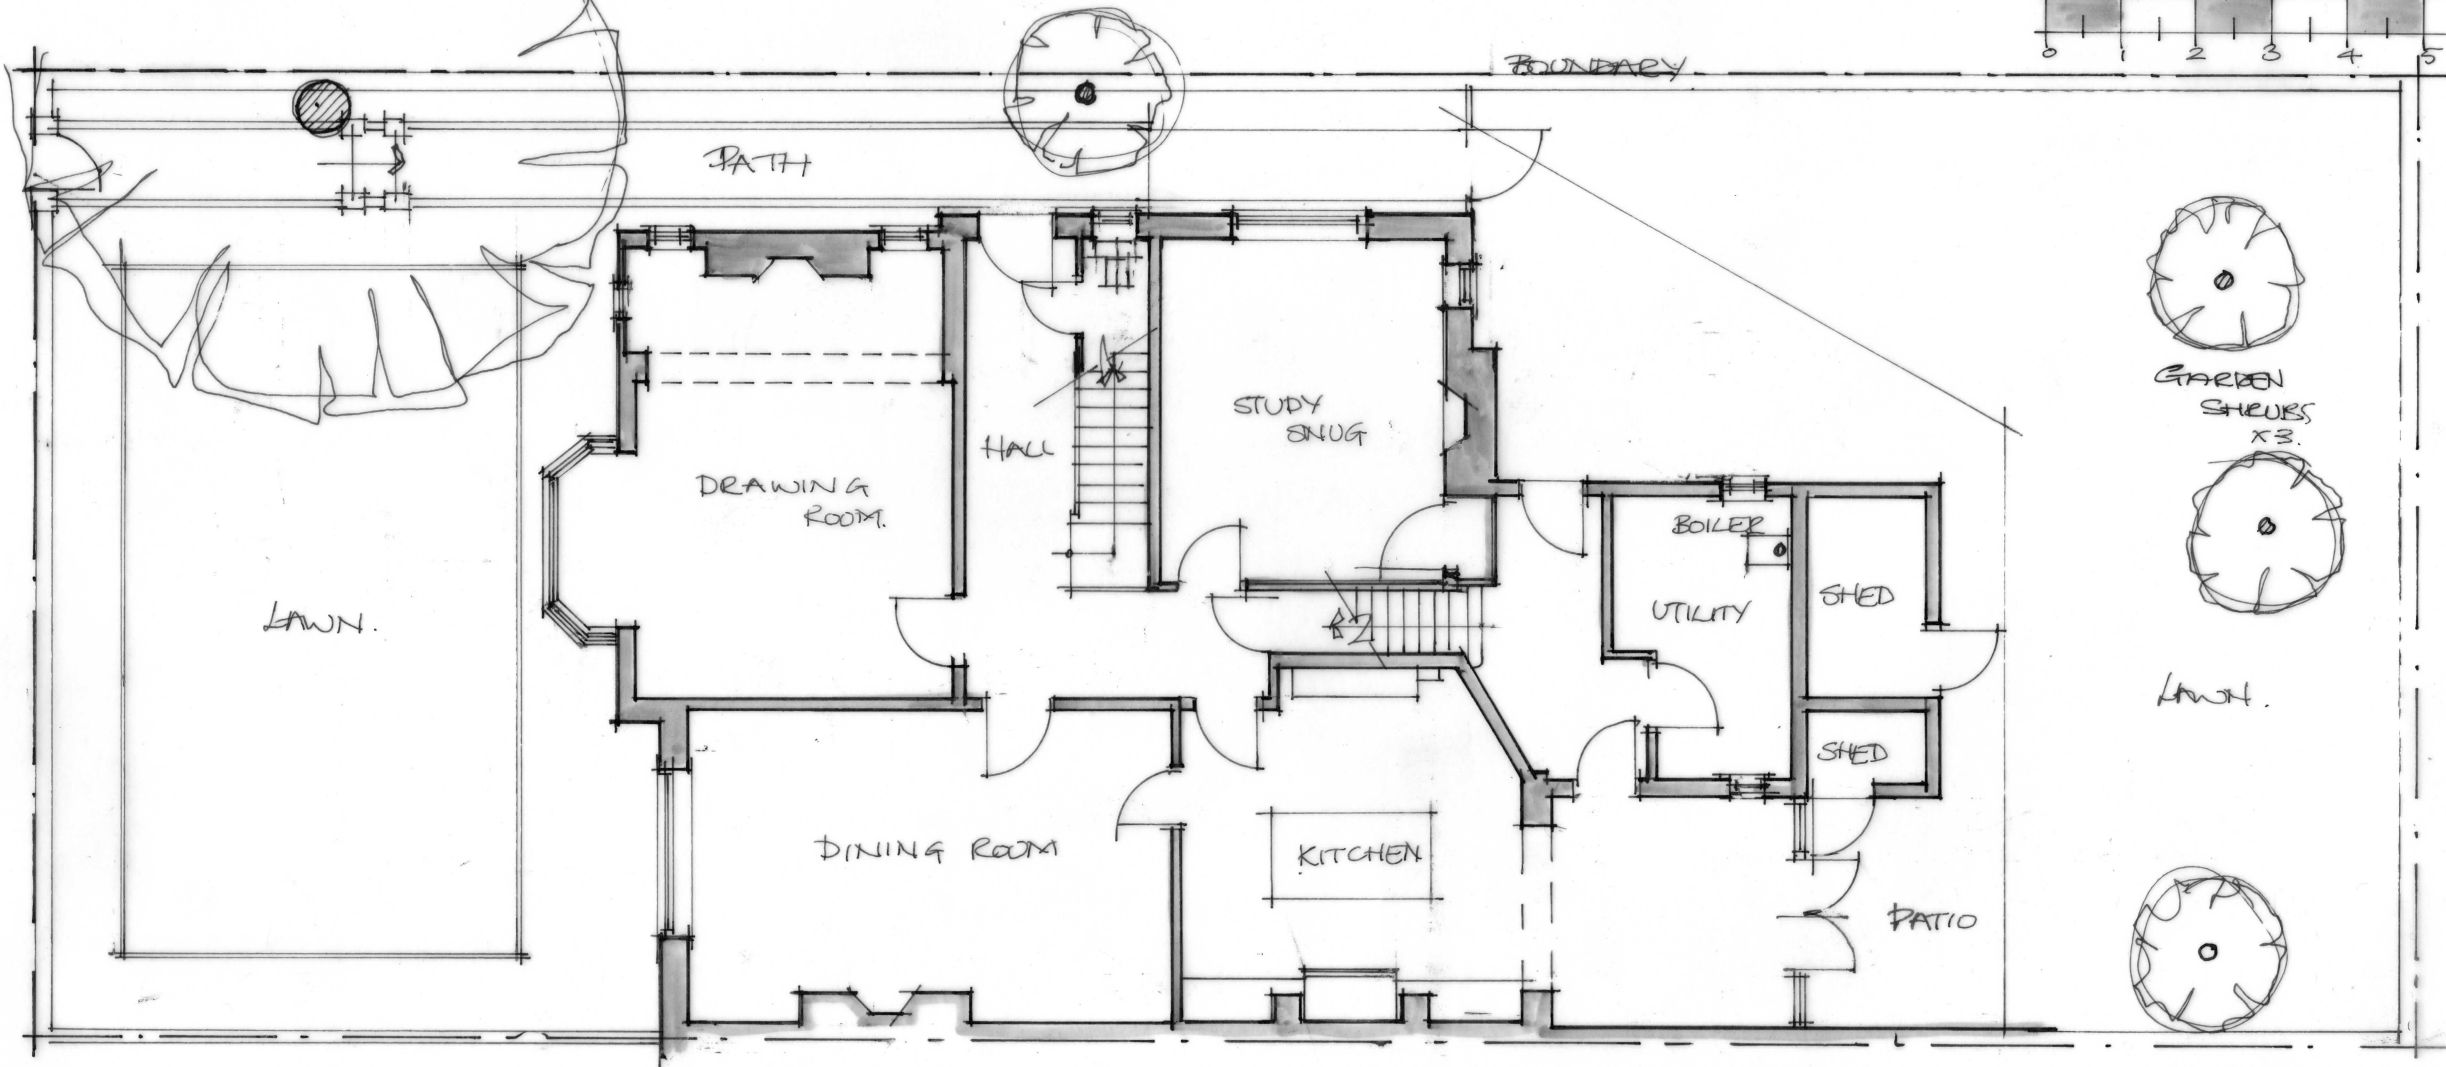 0 1 2 3 4 5
BOUNDARY
PATH
GARDEN
SHRUBS
X3.
STUDY
SNUG
HALL
DRAWING
ROOM.
BOILER
UTILITY
SHED
LAWN.
LAWN.
SHED
DINING ROOM
KITCHEN
PATIO